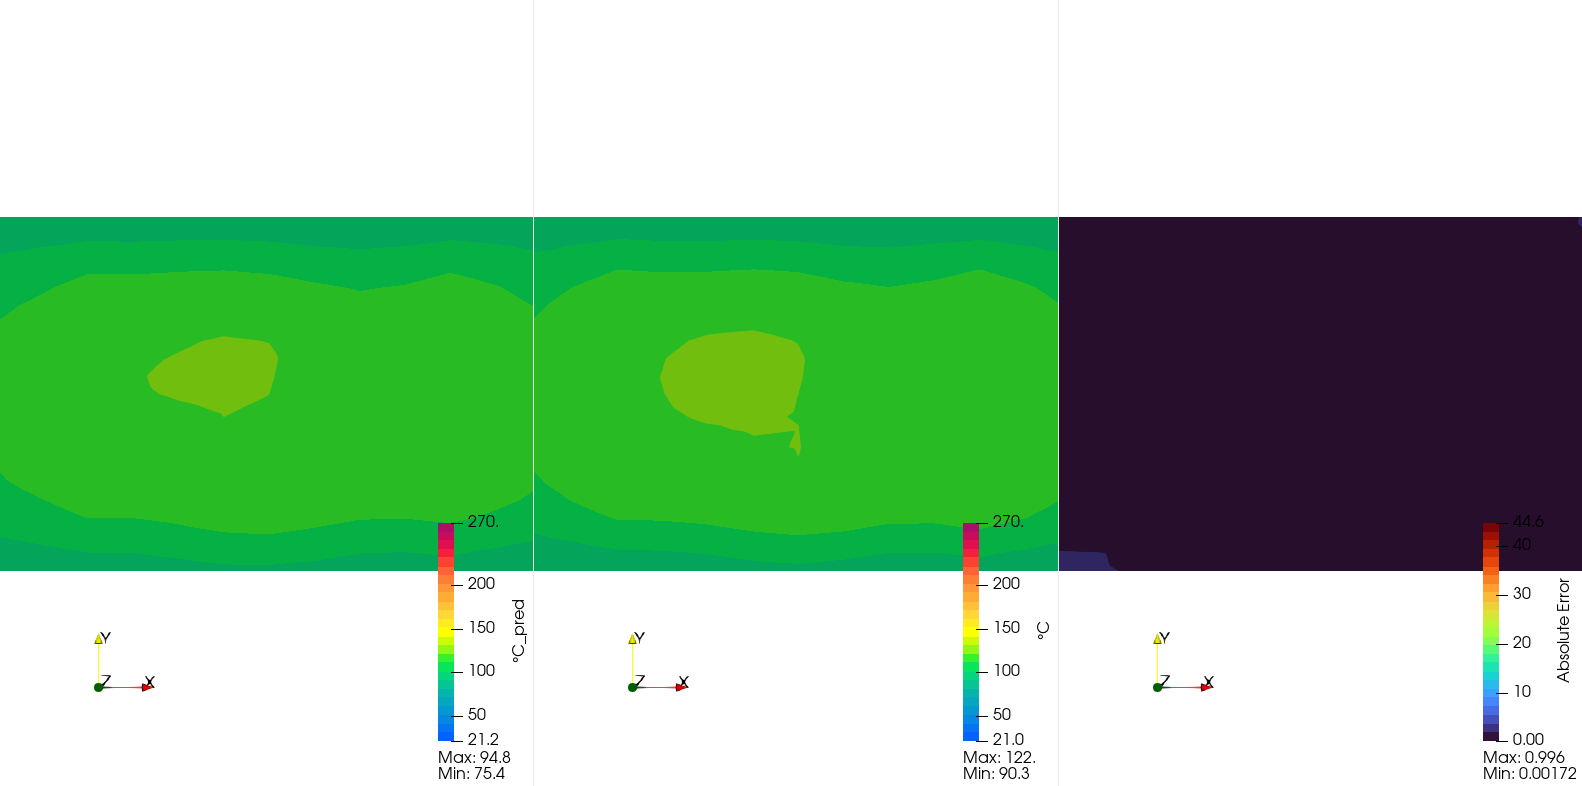 270.
200
150
100
50
21.2
°C_pred
Max: 94.8
Min: 75.4
Y
Z
X
270.
200
150
100
50
21.0
°C
Max: 122.
Min: 90.3
Y
Z
X
44.6
40
30
20
10
0.00
Absolute Error
Max: 0.996
Min: 0.00172
Y
Z
X